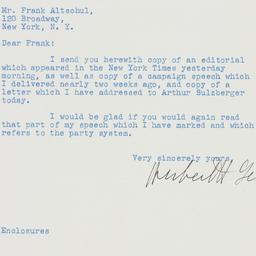 Mr. Frank Altschul,
120 Broadway,
New York, N. Y.
Dear Frank:
I send you herewith copy of an editorial
which appeared in the New York Times yesterday
morning, as well as copy of a campaign speech which
I delivered nearly two weeks ago, and copy of a
letter which I have addressed to Arthur Sulzberger
today.
I would be glad if you would again read
that part of my speech which I have marked and which
refers to the party system.
Very sincerely yours,
Herbert H Le
Enclosures